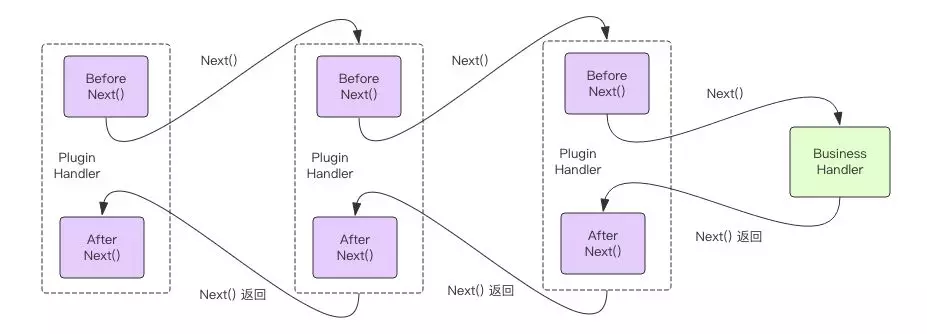 Before
Next()
Plugin
Handler
After
Next()
Next()
Next() 返回
Before
Next()
Plugin
Handler
After
Next()
Next()
Next() 返回
Before
Next()
Plugin
Handler
After
Next()
Next()
Next() 返回
Business
Handler